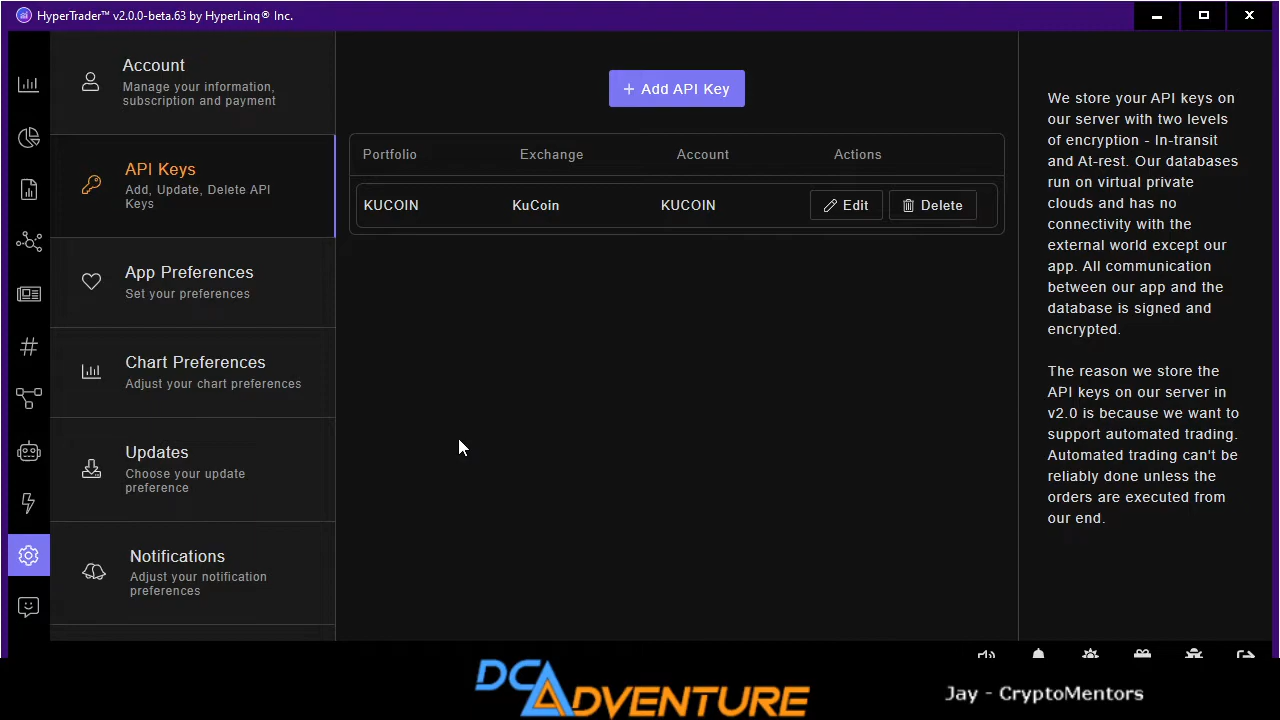 HyperTrader™ v2.0.0-beta.63 by HyperLinq® Inc.
Account
Manage your information,
subscription and payment
API Keys
Add, Update, Delete API
Keys
App Preferences
Set your preferences
Chart Preferences
Adjust your chart preferences
Updates
Choose your update
preference
Notifications
Adjust your notification
preferences
+ Add API Key
Portfolio Exchange Account Actions
KUCOIN KuCoin KUCOIN Edit Delete
We store your API keys on
our server with two levels
of encryption - In-transit
and At-rest. Our databases
run on virtual private
clouds and has no
connectivity with the
external world except our
app. All communication
between our app and the
database is signed and
encrypted.
The reason we store the
API keys on our server in
v2.0 is because we want to
support automated trading.
Automated trading can't be
reliably done unless the
orders are executed from
our end.
DCADVENTURE
Jay - CryptoMentors